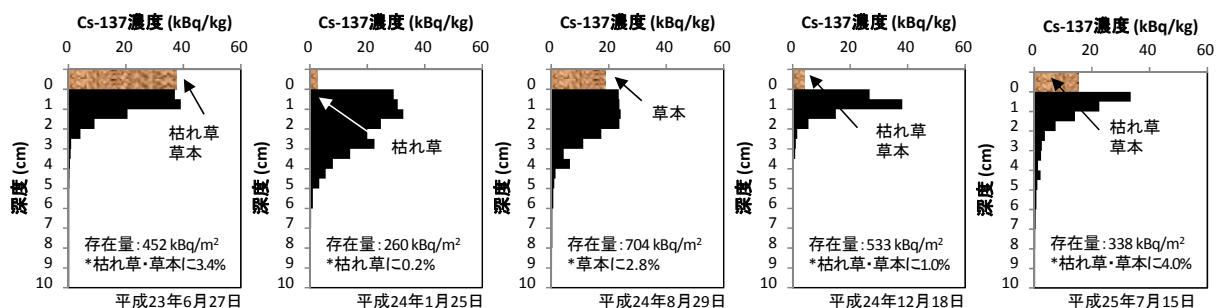 Cs-137濃度 (kBq/kg)
0 20 40 60
深度 (cm)
0
1
2
3
4
5
6
7
8
9
10
枯れ草
草本
存在量:452 kBq/m²
*枯れ草・草本に3.4%
平成23年6月27日
Cs-137濃度 (kBq/kg)
0 20 40 60
深度 (cm)
0
1
2
3
4
5
6
7
8
9
10
枯れ草
存在量:260 kBq/m²
*枯れ草に0.2%
平成24年1月25日
Cs-137濃度 (kBq/kg)
0 20 40 60
深度 (cm)
0
1
2
3
4
5
6
7
8
9
10
草本
存在量:704 kBq/m²
*草本に2.8%
平成24年8月29日
Cs-137濃度 (kBq/kg)
0 20 40 60
深度 (cm)
0
1
2
3
4
5
6
7
8
9
10
枯れ草
草本
存在量:533 kBq/m²
*枯れ草・草本に1.0%
平成24年12月18日
Cs-137濃度 (kBq/kg)
0 20 40 60
深度 (cm)
0
1
2
3
4
5
6
7
8
9
10
枯れ草
草本
存在量:338 kBq/m²
*枯れ草・草本に4.0%
平成25年7月15日